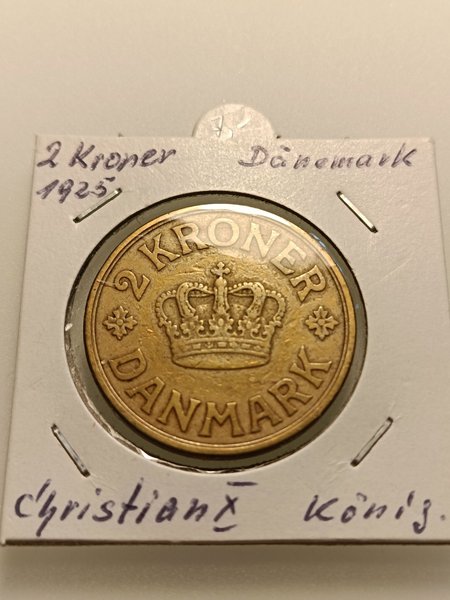 2 Kroner Dänemark
1925
2 KRONER
DANMARK
Christian X König.